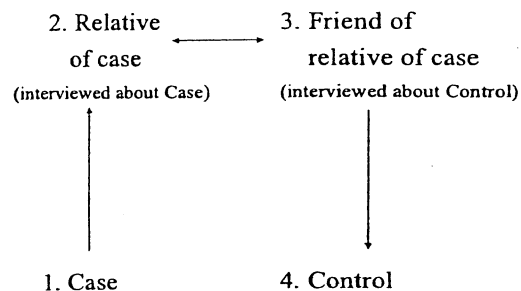 2. Relative
of case
(interviewed about Case)
3. Friend of
relative of case
(interviewed about Control)
1. Case
4. Control